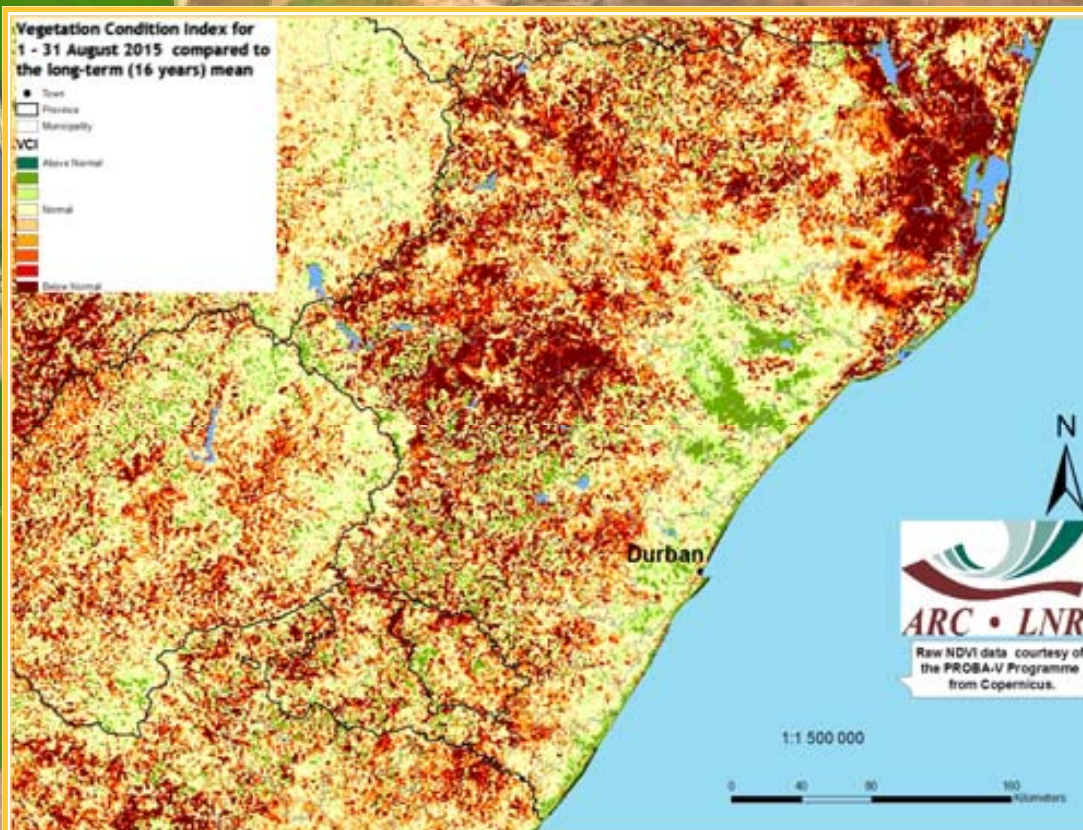 Vegetation Condition Index for
1 - 31 August 2015 compared to
the long-term (16 years) mean
Town
Province
Municipality
VCI
Above Normal
Normal
Below Normal
Durban
N
ARC • LNR
Raw NDVI data courtesy of
the PROBA-V Programme
from Copernicus.
1:1 500 000
0 40 80 160
Kilometers